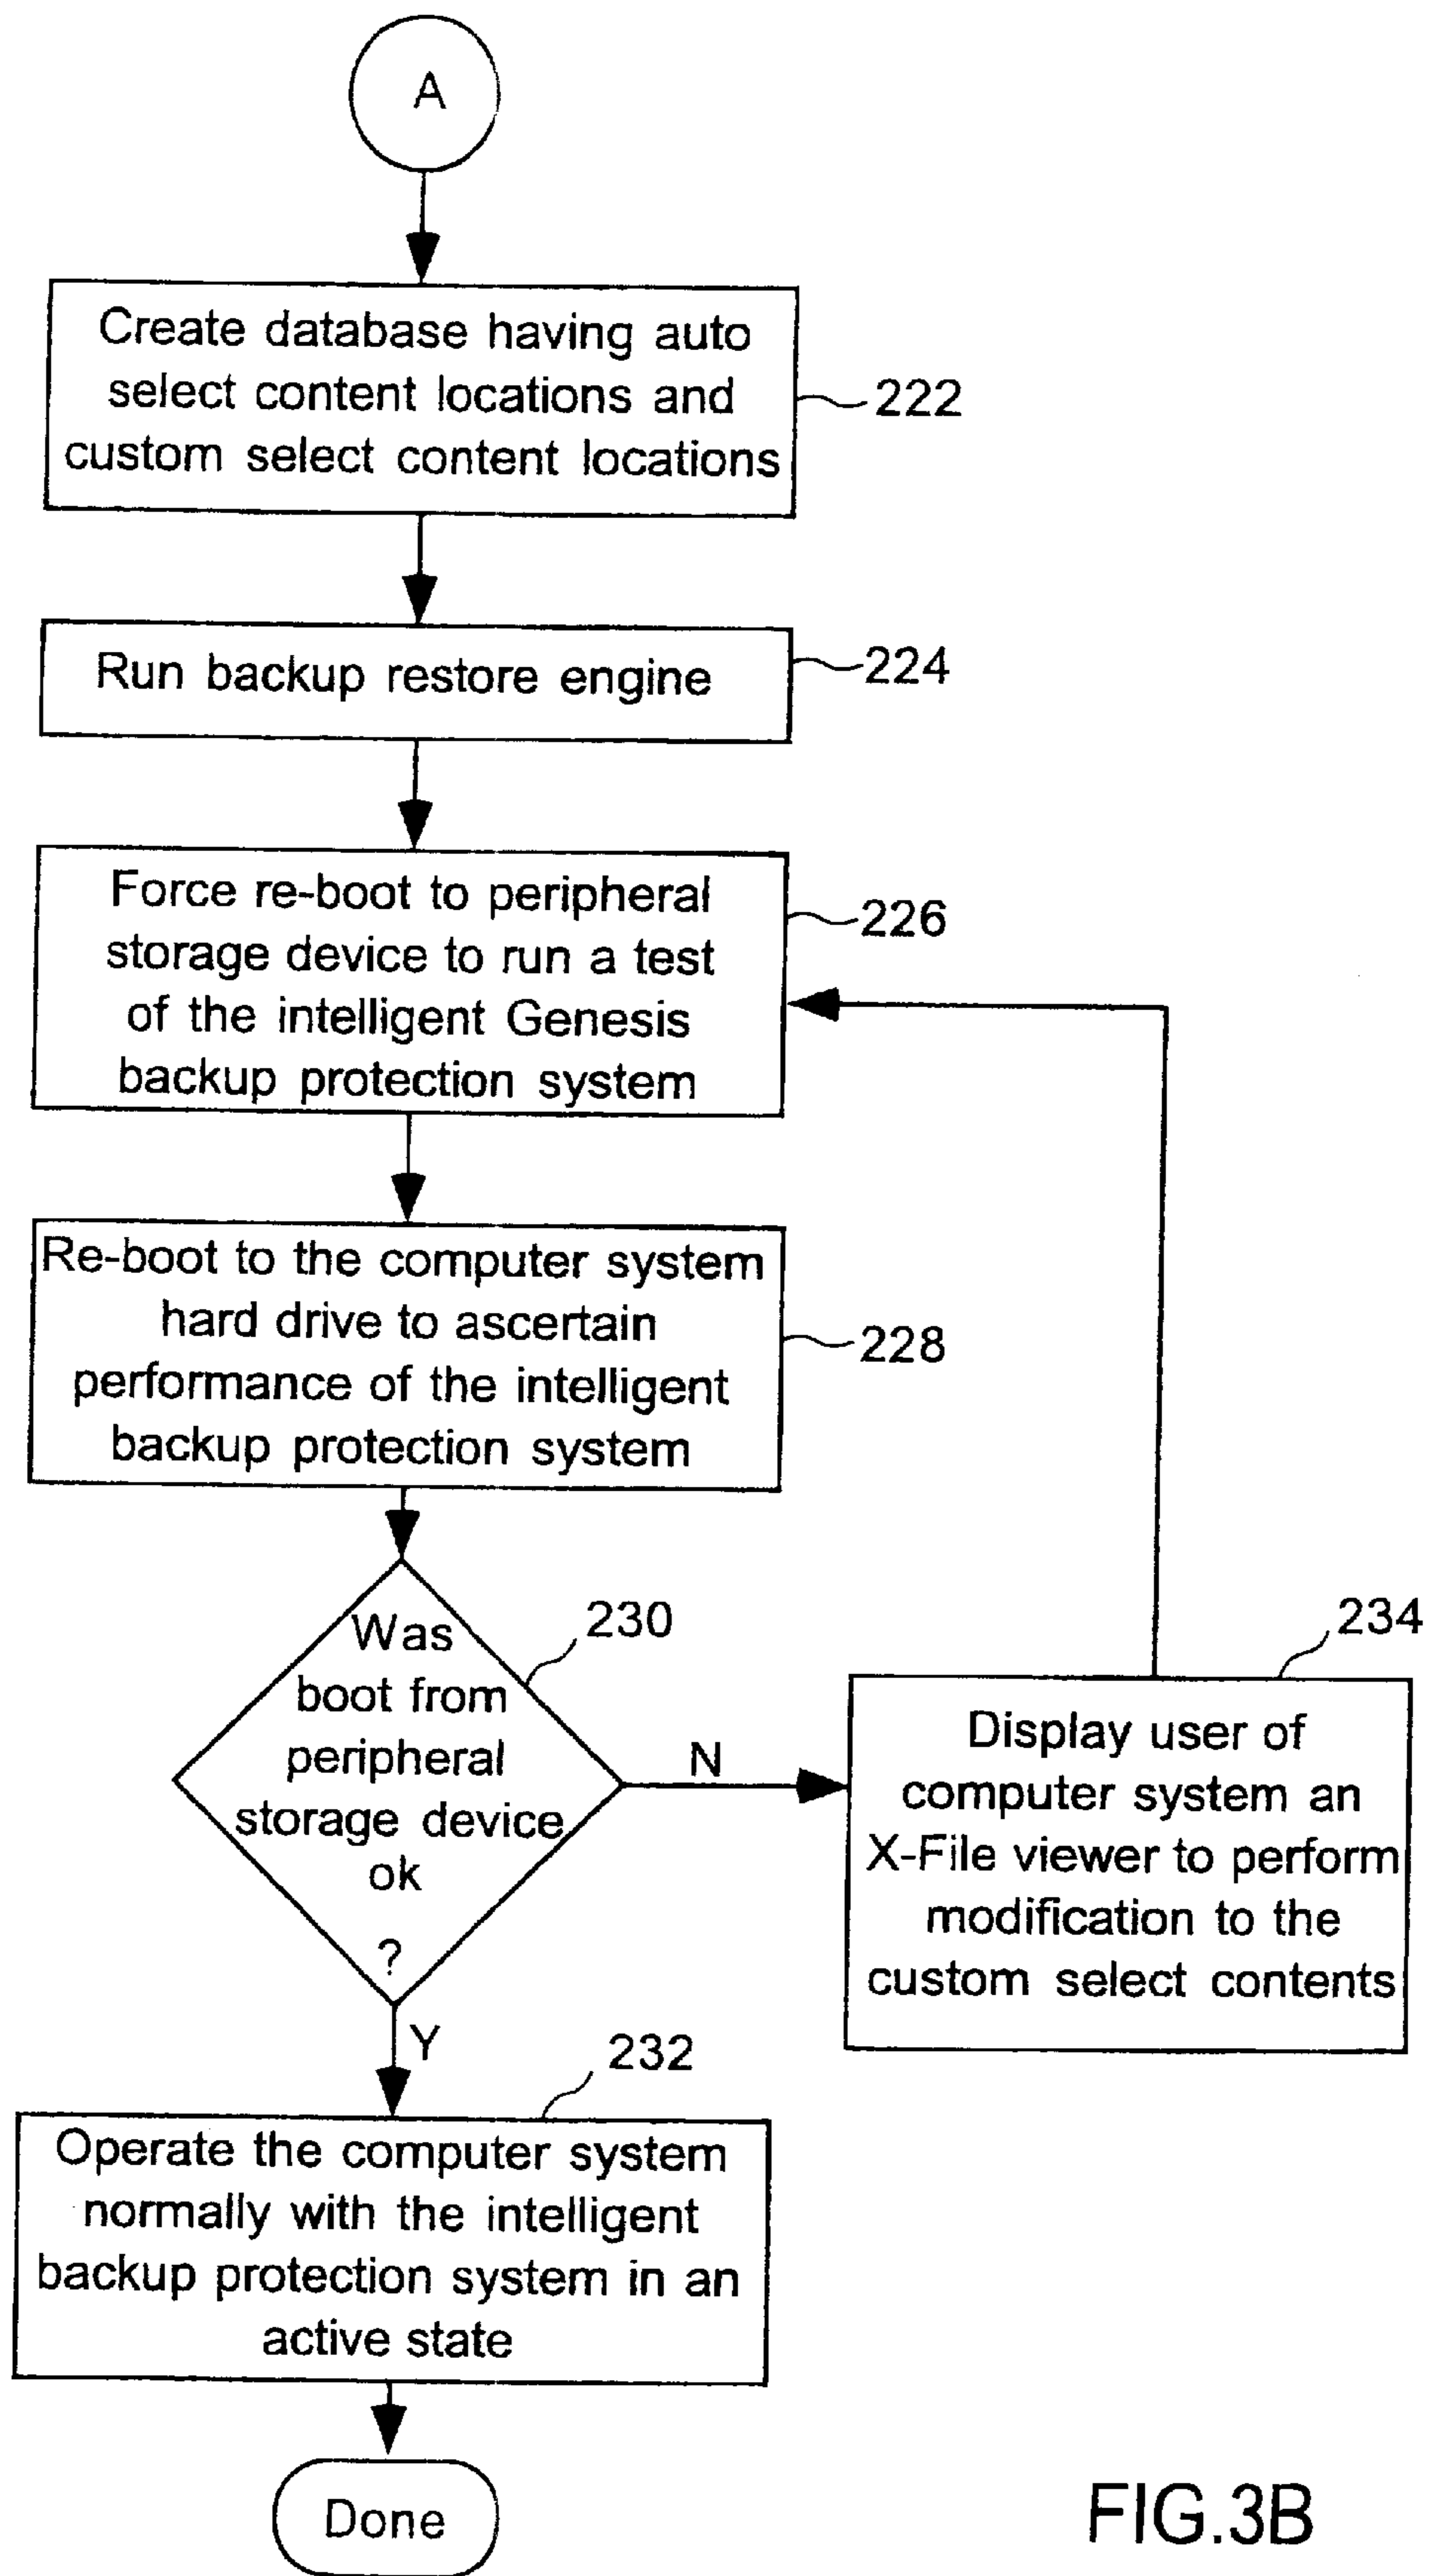 A
Create database having auto
select content locations and
custom select content locations
222
Run backup restore engine
224
Force re-boot to peripheral
storage device to run a test
of the intelligent Genesis
backup protection system
226
Re-boot to the computer system
hard drive to ascertain
performance of the intelligent
backup protection system
228
Was
boot from
peripheral
storage device
ok
?
230
N
Display user of
computer system an
X-File viewer to perform
modification to the
custom select contents
234
Y
Operate the computer system
normally with the intelligent
backup protection system in an
active state
232
Done
FIG.3B